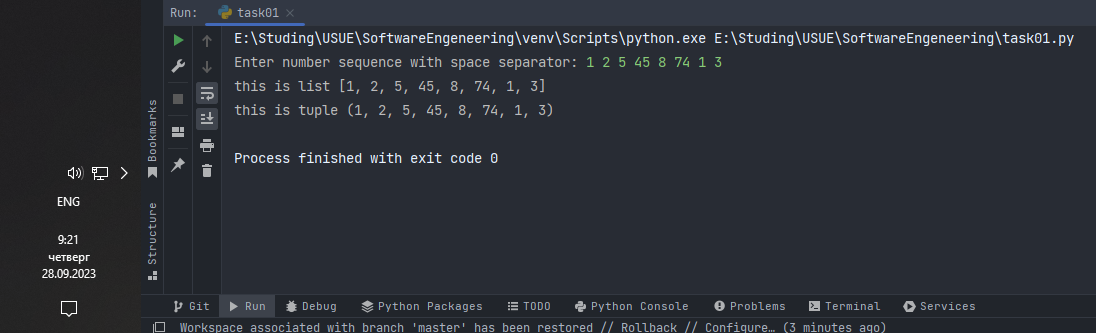 Run: task01
E:\Studing\USUE\SoftwareEngeneering\venv\Scripts\python.exe E:\Studing\USUE\SoftwareEngeneering\task01.py
Enter number sequence with space separator: 1 2 5 45 8 74 1 3
this is list [1, 2, 5, 45, 8, 74, 1, 3]
this is tuple (1, 2, 5, 45, 8, 74, 1, 3)
Process finished with exit code 0
Bookmarks
Structure
ENG
9:21
четверг
28.09.2023
Git Run Debug Python Packages TODO Python Console Problems Terminal Services
Workspace associated with branch 'master' has been restored // Rollback // Configure… (3 minutes ago)